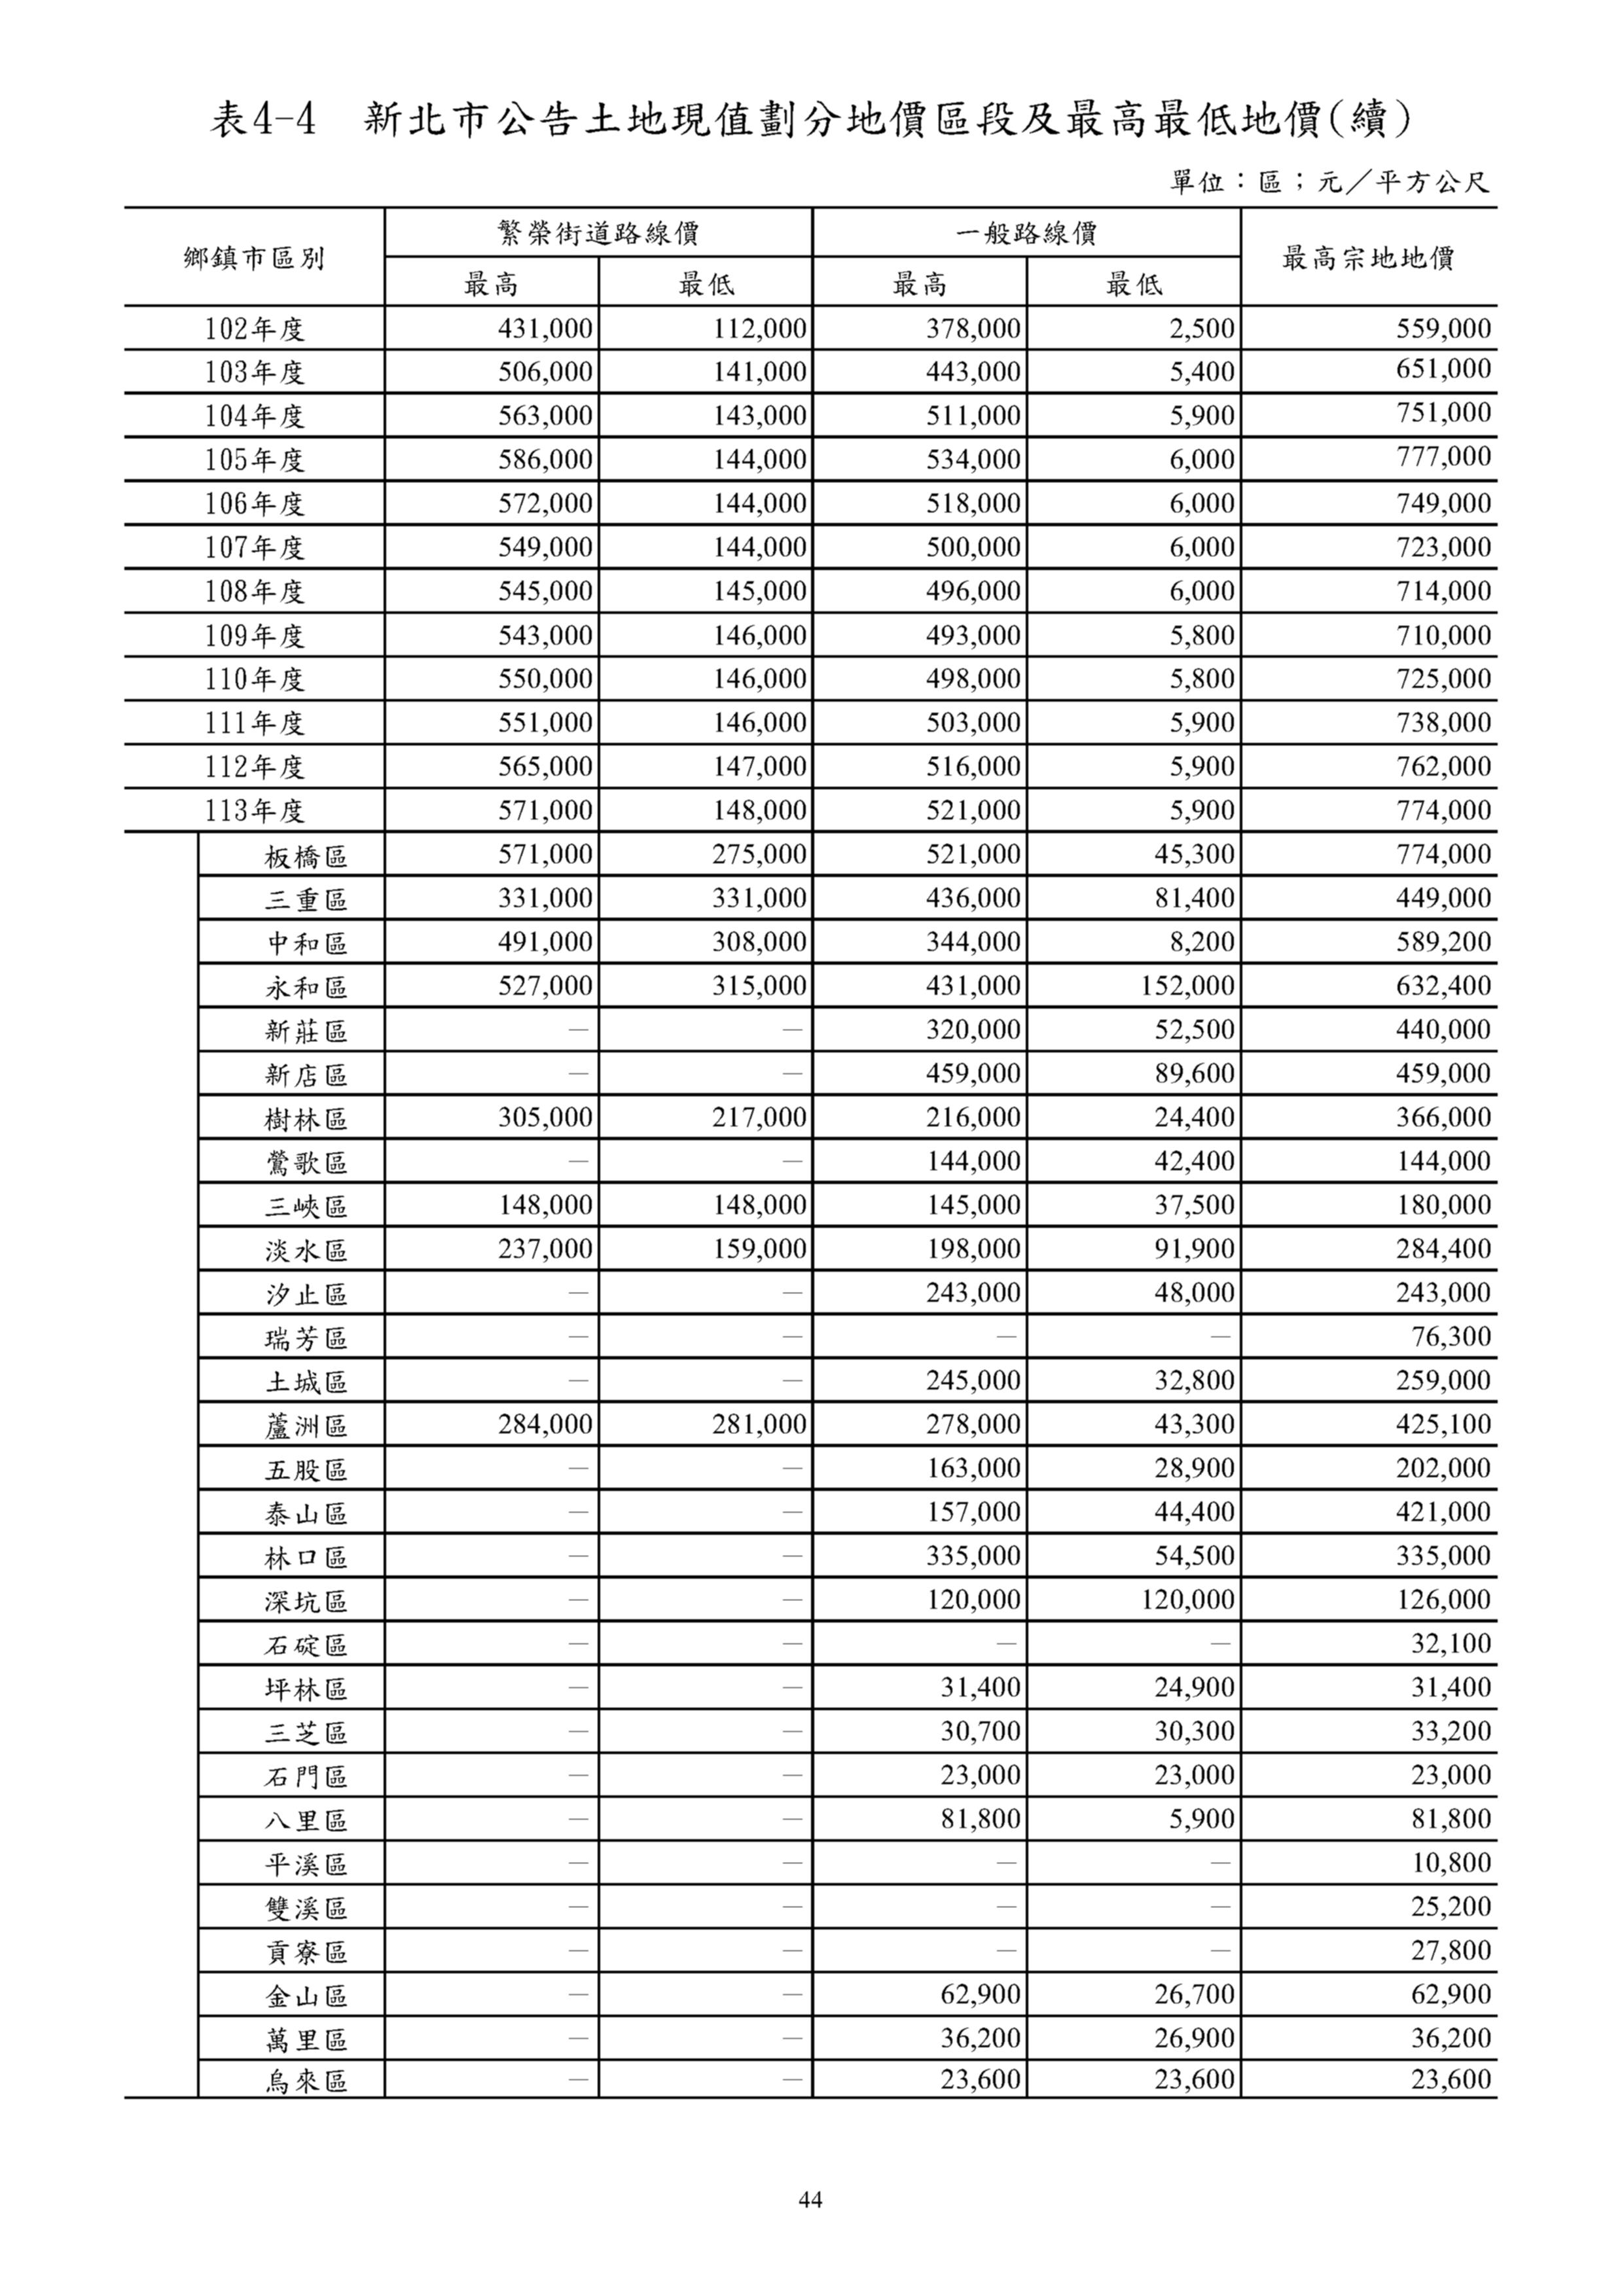 表4-4 新北市公告土地現值劃分地價區段及最高最低地價(續)
單位：區；元／平方公尺
鄉鎮市區別 繁榮街道路線價 一般路線價 最高宗地地價
最高 最低 最高 最低
102年度 431,000 112,000 378,000 2,500 559,000
103年度 506,000 141,000 443,000 5,400 651,000
104年度 563,000 143,000 511,000 5,900 751,000
105年度 586,000 144,000 534,000 6,000 777,000
106年度 572,000 144,000 518,000 6,000 749,000
107年度 549,000 144,000 500,000 6,000 723,000
108年度 545,000 145,000 496,000 6,000 714,000
109年度 543,000 146,000 493,000 5,800 710,000
110年度 550,000 146,000 498,000 5,800 725,000
111年度 551,000 146,000 503,000 5,900 738,000
112年度 565,000 147,000 516,000 5,900 762,000
113年度 571,000 148,000 521,000 5,900 774,000
板橋區 571,000 275,000 521,000 45,300 774,000
三重區 331,000 331,000 436,000 81,400 449,000
中和區 491,000 308,000 344,000 8,200 589,200
永和區 527,000 315,000 431,000 152,000 632,400
新莊區 － － 320,000 52,500 440,000
新店區 － － 459,000 89,600 459,000
樹林區 305,000 217,000 216,000 24,400 366,000
鶯歌區 － － 144,000 42,400 144,000
三峽區 148,000 148,000 145,000 37,500 180,000
淡水區 237,000 159,000 198,000 91,900 284,400
汐止區 － － 243,000 48,000 243,000
瑞芳區 － － － － 76,300
土城區 － － 245,000 32,800 259,000
蘆洲區 284,000 281,000 278,000 43,300 425,100
五股區 － － 163,000 28,900 202,000
泰山區 － － 157,000 44,400 421,000
林口區 － － 335,000 54,500 335,000
深坑區 － － 120,000 120,000 126,000
石碇區 － － － － 32,100
坪林區 － － 31,400 24,900 31,400
三芝區 － － 30,700 30,300 33,200
石門區 － － 23,000 23,000 23,000
八里區 － － 81,800 5,900 81,800
平溪區 － － － － 10,800
雙溪區 － － － － 25,200
貢寮區 － － － － 27,800
金山區 － － 62,900 26,700 62,900
萬里區 － － 36,200 26,900 36,200
烏來區 － － 23,600 23,600 23,600
44